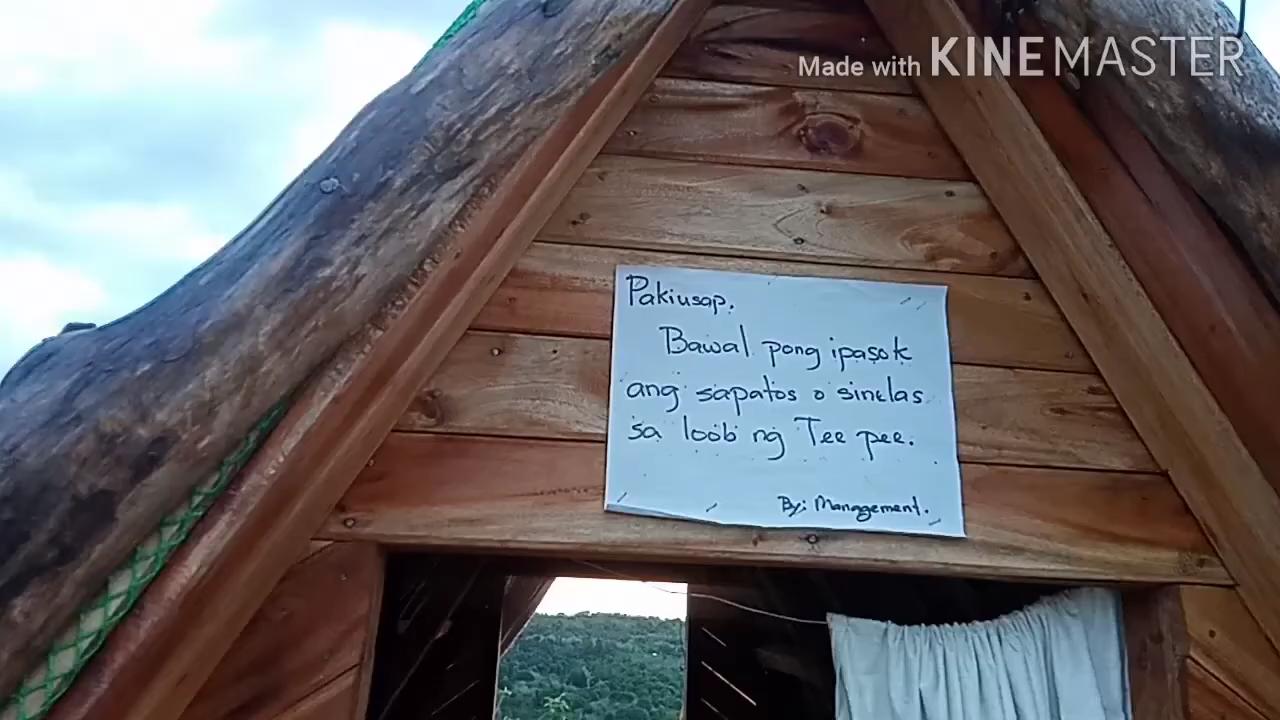 Made with KINEMASTER
Pakiusap.
Bawal pong ipasok
ang sapatos o sinelas
sa loob ng Tee pee.
By: Management.